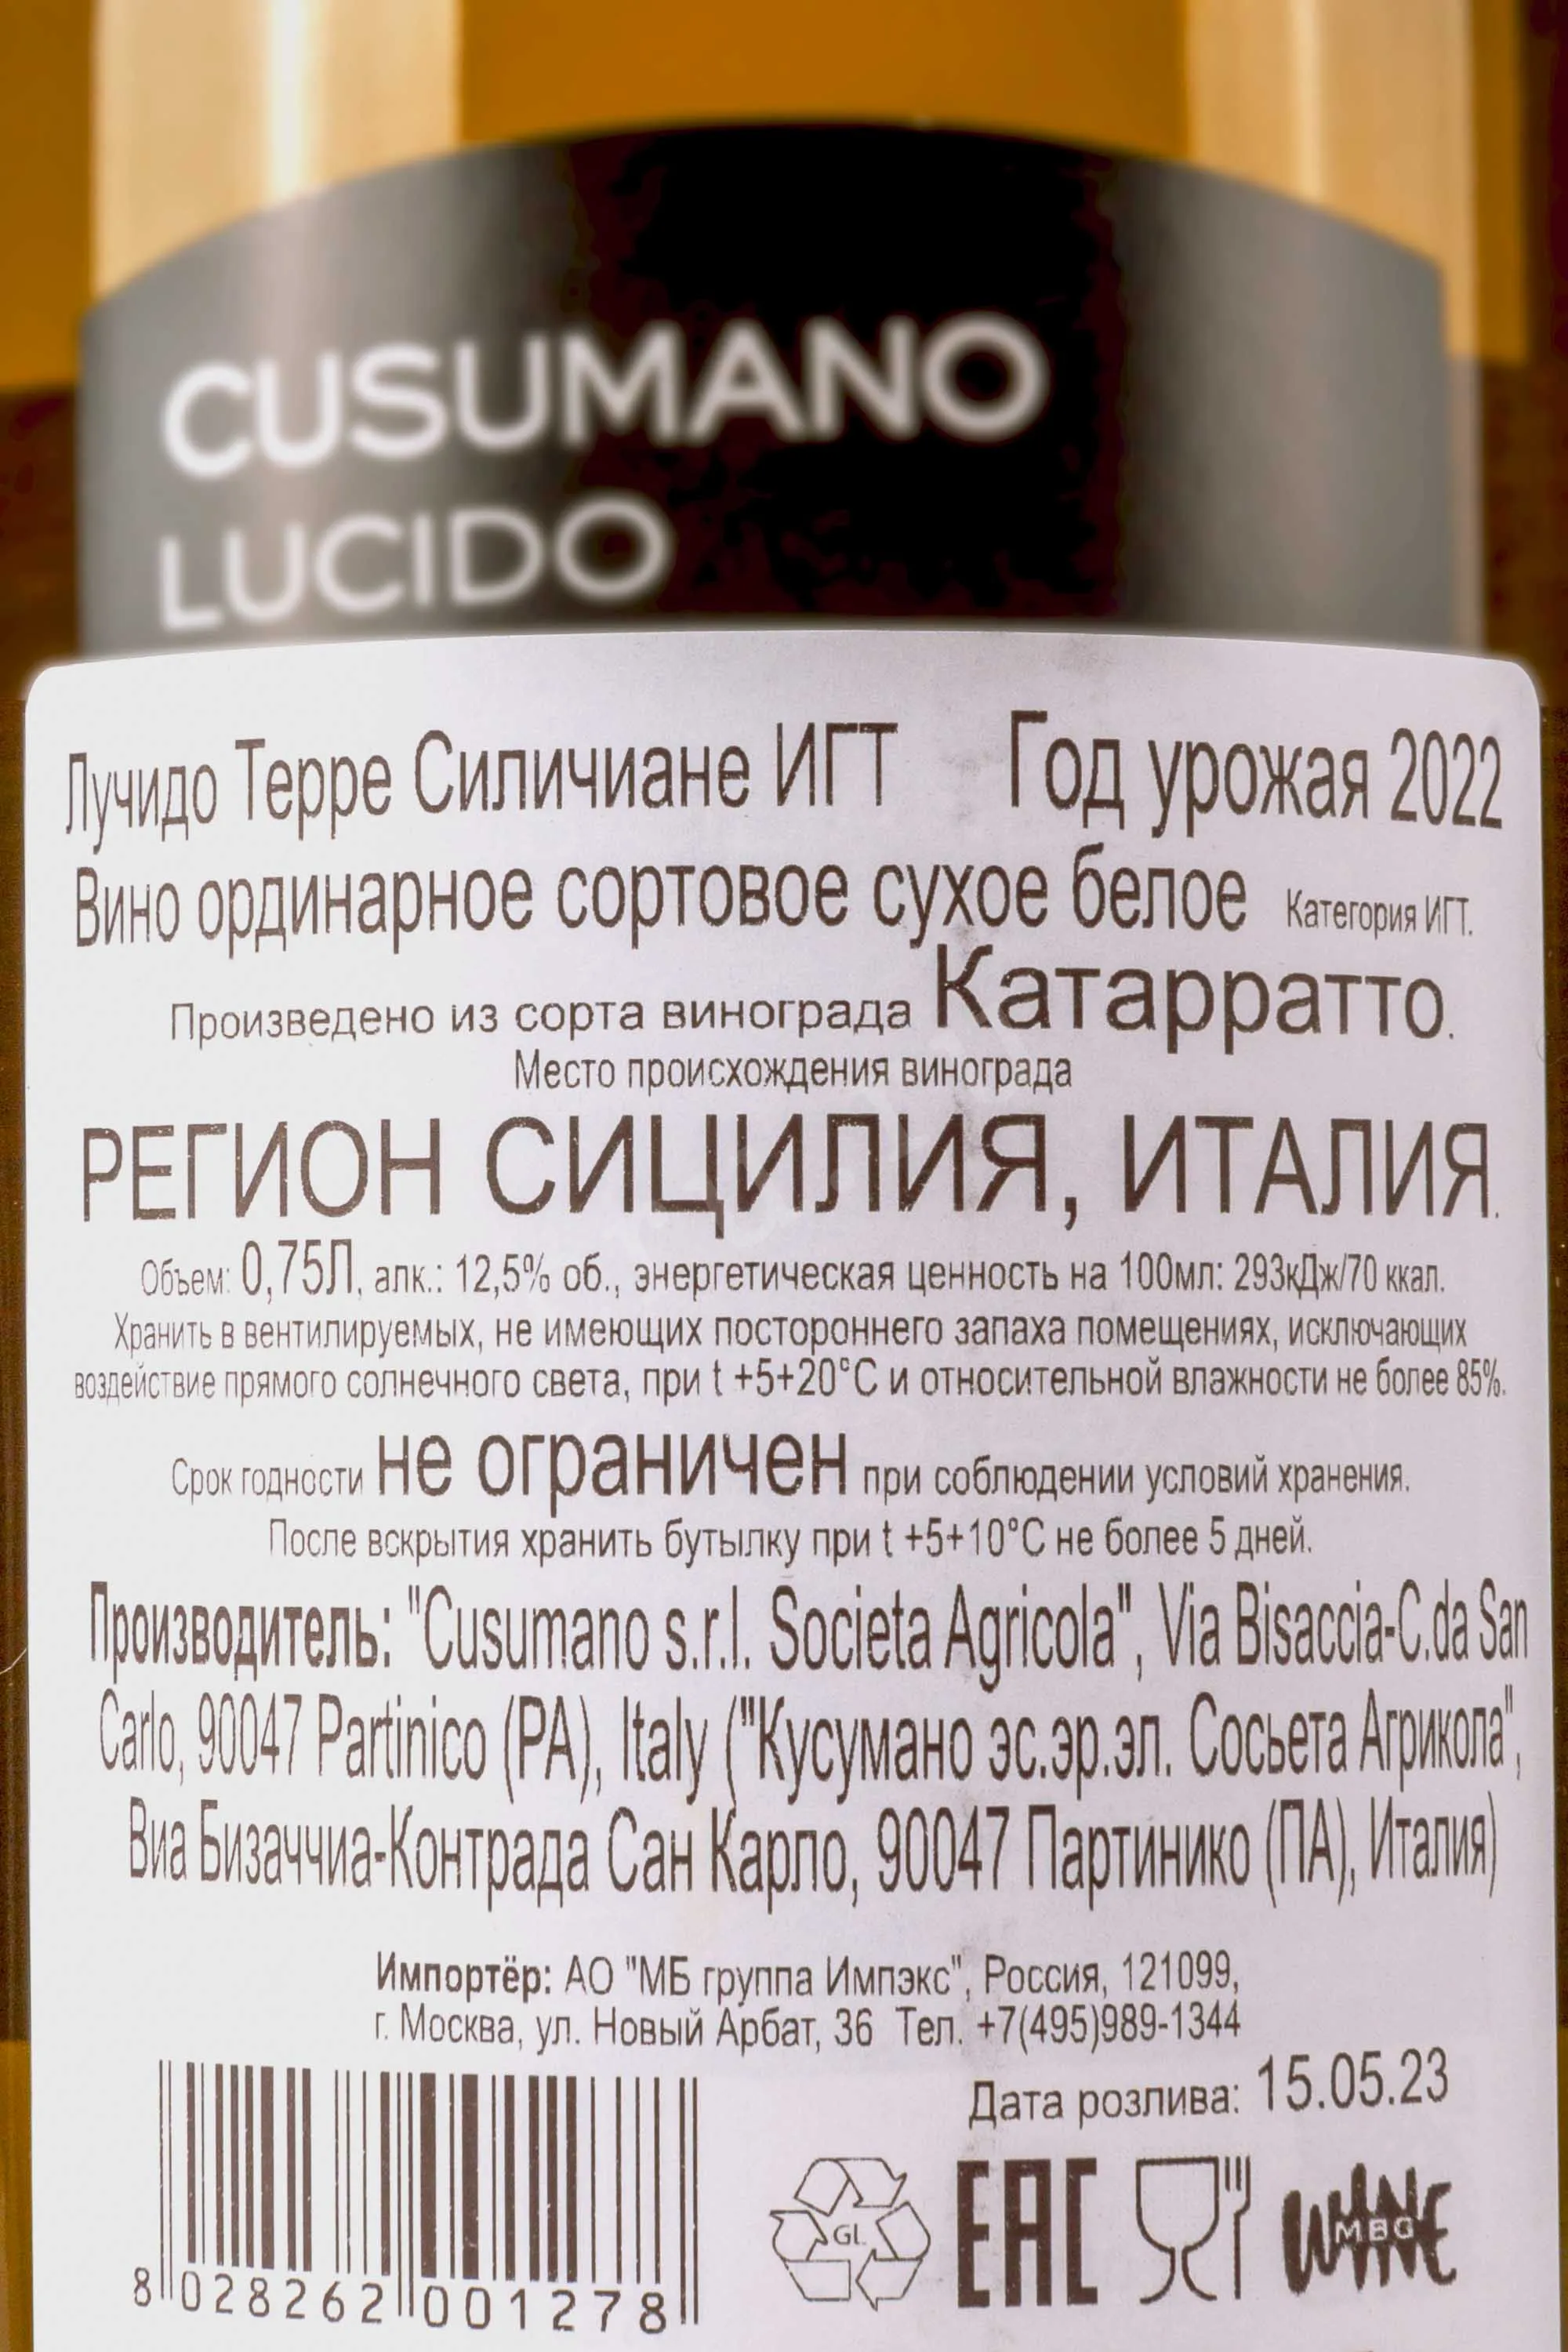 CUSUMANO
LUCIDO
Лучидо Терре Силичиане ИГТ Год урожая 2022
Вино ординарное сортовое сухое белое Категория ИГТ.
Произведено из сорта винограда Катарратто.
Место происхождения винограда
РЕГИОН СИЦИЛИЯ, ИТАЛИЯ.
Объем: 0,75Л, алк.: 12,5% об., энергетическая ценность на 100мл: 293кДж/70 ккал.
Хранить в вентилируемых, не имеющих постороннего запаха помещениях, исключающих
воздействие прямого солнечного света, при t +5+20°C и относительной влажности не более 85%.
Срок годности не ограничен при соблюдении условий хранения.
После вскрытия хранить бутылку при t +5+10°C не более 5 дней.
Производитель: "Cusumano s.r.l. Societa Agricola", Via Bisaccia-C.da San
Carlo, 90047 Partinico (PA), Italy ("Кусумано эс.эр.эл. Сосьета Агрикола",
Виа Бизаччиа-Контрада Сан Карло, 90047 Партинико (ПА), Италия)
Импортёр: АО "МБ группа Импэкс", Россия, 121099,
г. Москва, ул. Новый Арбат, 36 Тел. +7(495)989-1344
Дата розлива: 15.05.23
GL
EAC
WINE
MBG
8 028262 001278